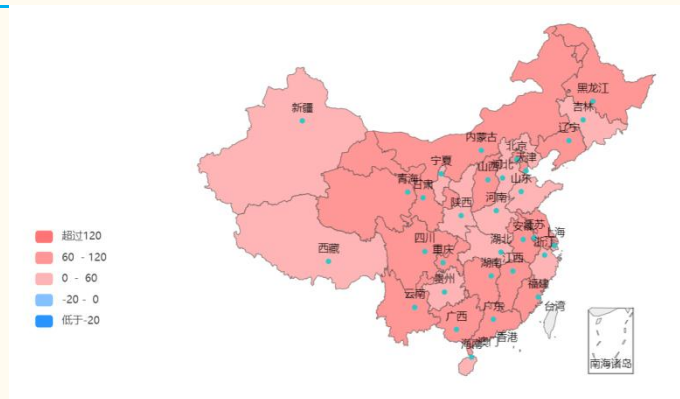 黑龙江
吉林
新疆
辽宁
内蒙古
北京
天津
宁夏
山西
河北
青海
甘肃
山东
陕西
河南
安徽
江苏
上海
超过120
60 - 120
四川
湖北
浙江
西藏
重庆
湖南
江西
0 - 60
贵州
福建
-20 - 0
云南
广东
台湾
低于-20
广西
香港
海南
澳门
南海诸岛